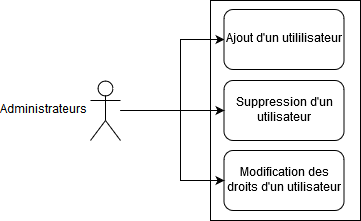 Ajout d'un utililisateur
Suppression d'un
utilisateur
Administrateurs
Modification des
droits d'un utilisateur